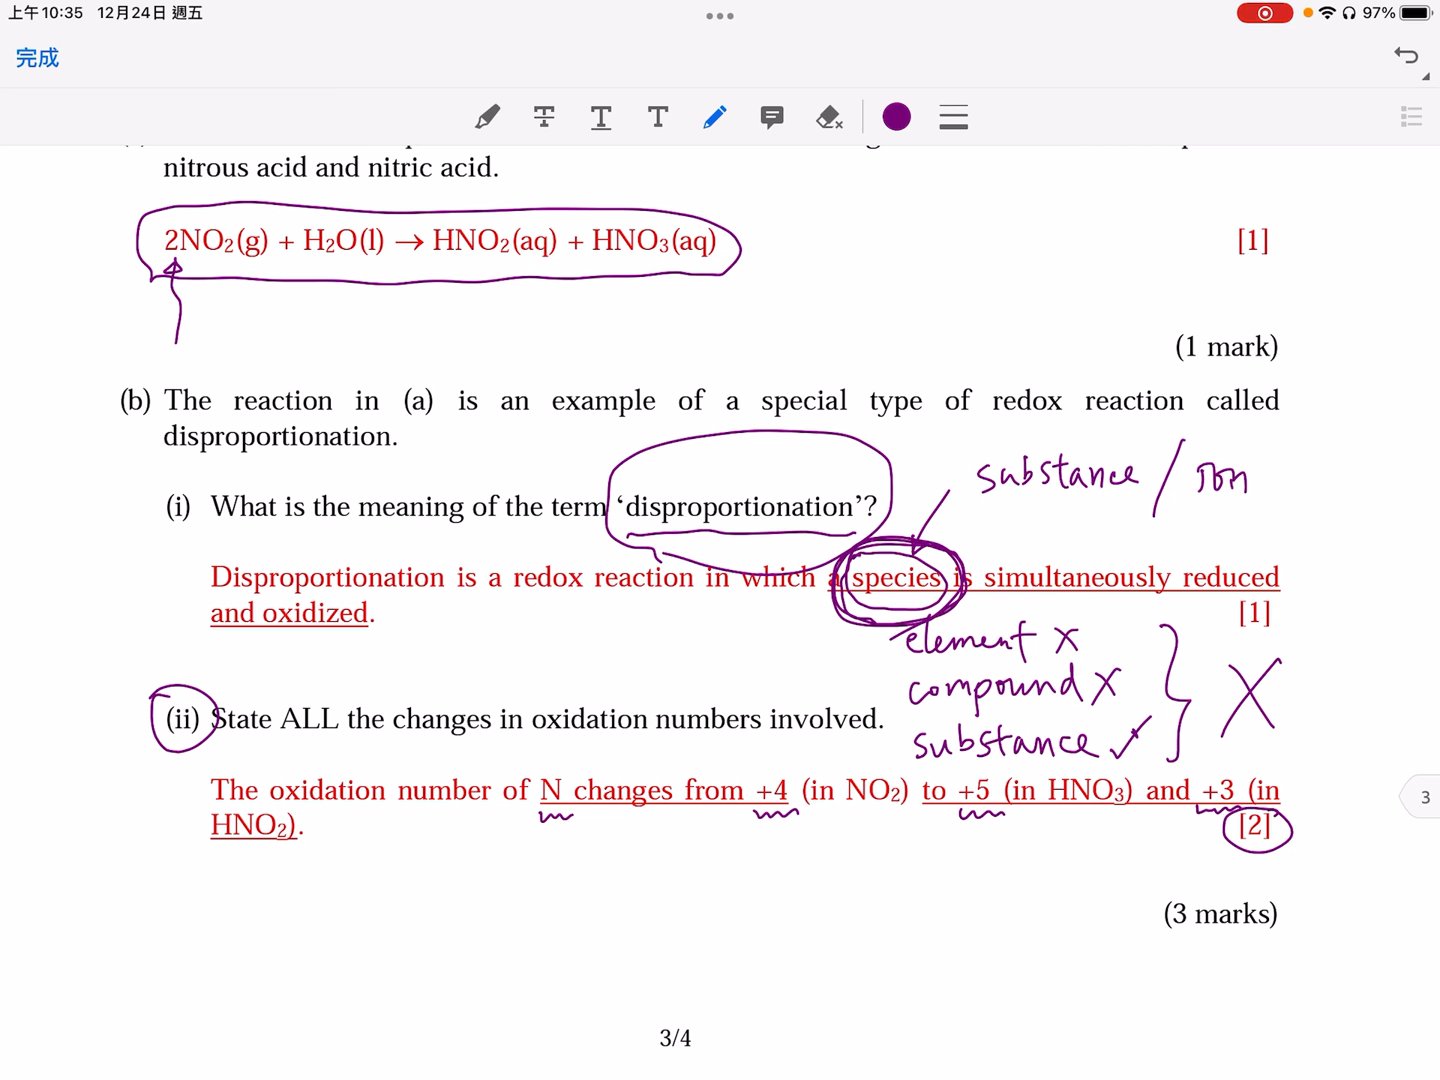 上午10:35 12月24日 週五
97%
完成
nitrous acid and nitric acid.
2NO₂(g) + H₂O(l) → HNO₂(aq) + HNO₃(aq) [1]
(1 mark)
(b) The reaction in (a) is an example of a special type of redox reaction called
disproportionation.
substance / ion
(i) What is the meaning of the term ‘disproportionation’?
Disproportionation is a redox reaction in which a species is simultaneously reduced
and oxidized. [1]
element X
compound X
substance ✓
X
(ii) State ALL the changes in oxidation numbers involved.
The oxidation number of N changes from +4 (in NO₂) to +5 (in HNO₃) and +3 (in
HNO₂). [2]
3
(3 marks)
3/4